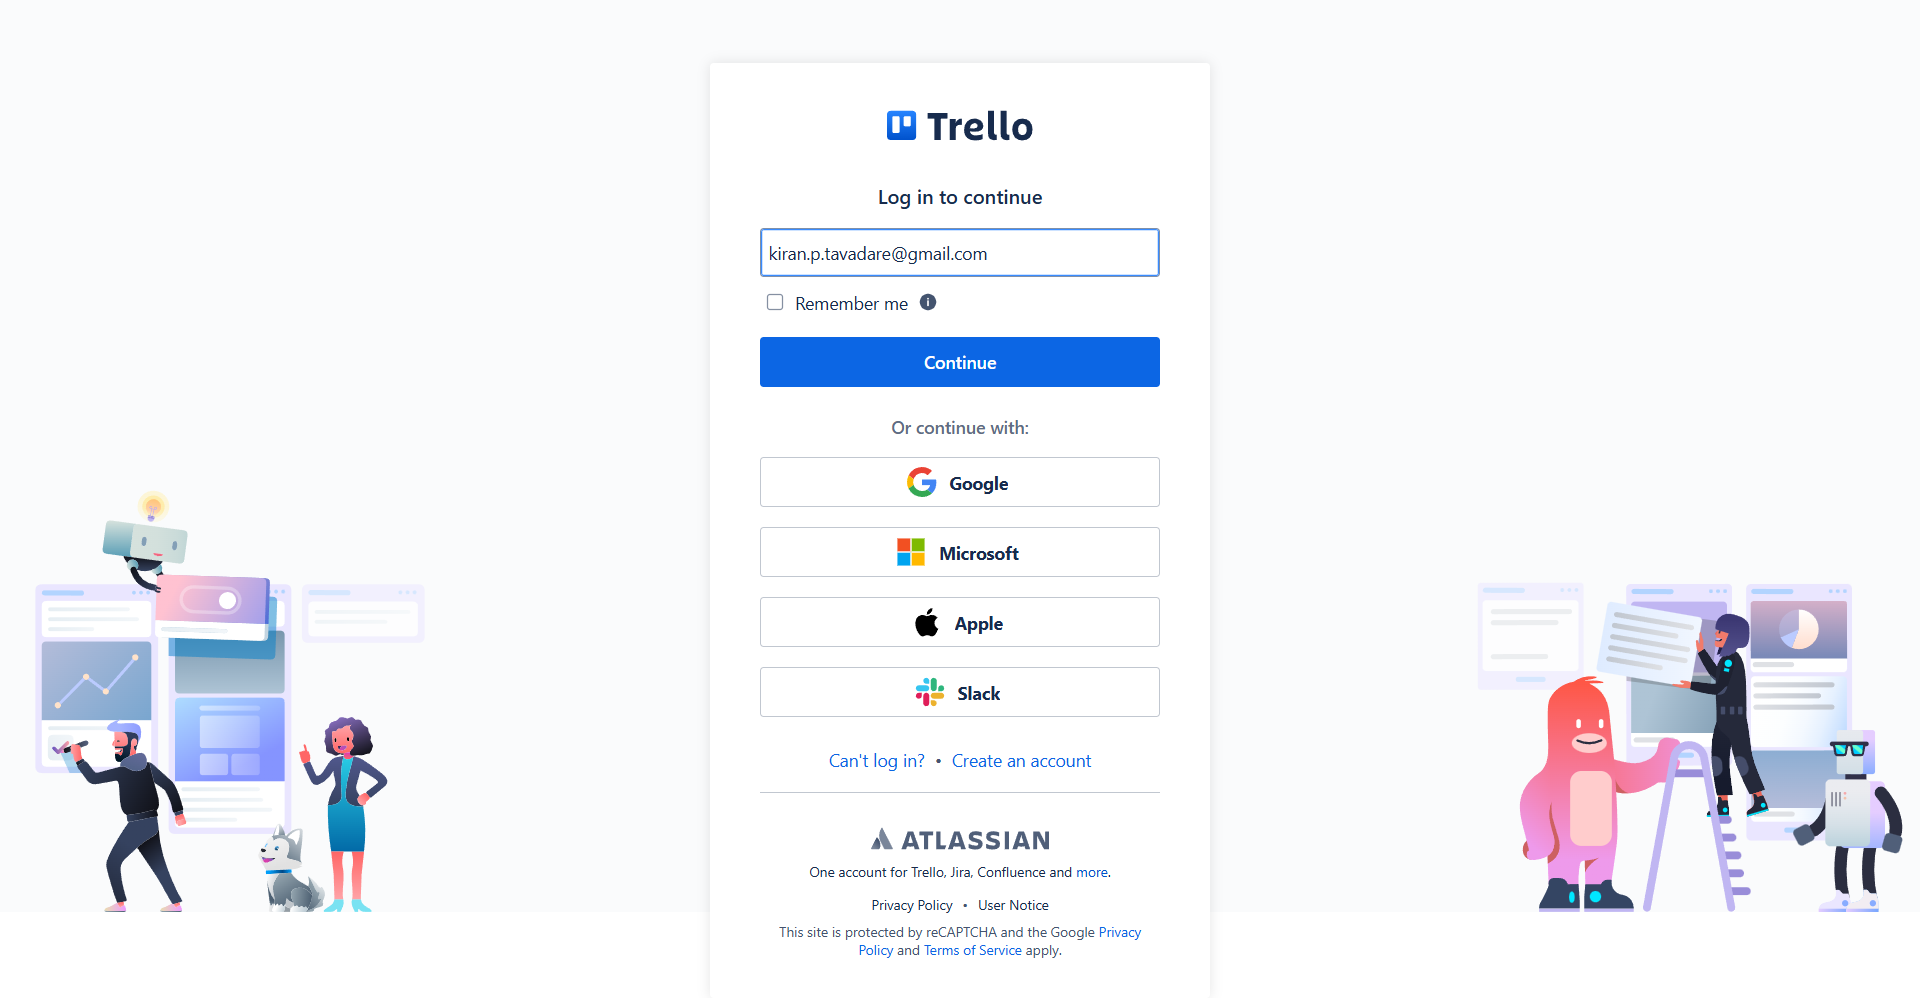 Trello
Log in to continue
kiran.p.tavadare@gmail.com
Remember me
Continue
Or continue with:
Google
Microsoft
Apple
Slack
Can't log in? • Create an account
ATLASSIAN
One account for Trello, Jira, Confluence and more.
Privacy Policy • User Notice
This site is protected by reCAPTCHA and the Google Privacy
Policy and Terms of Service apply.